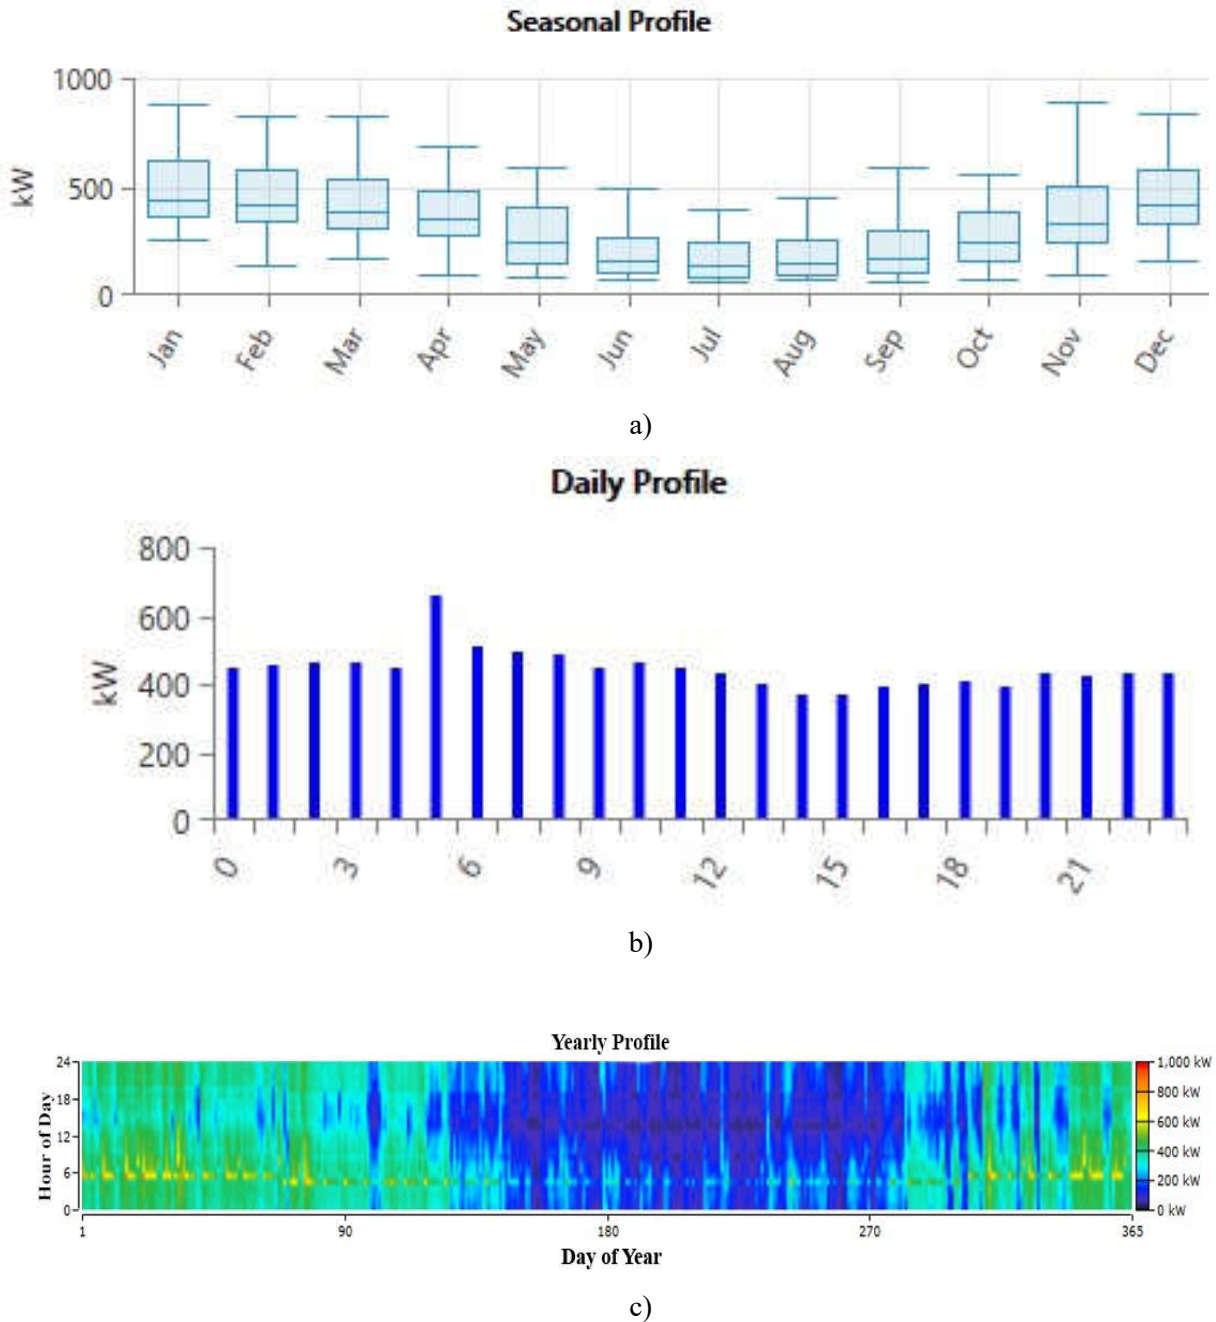 Seasonal Profile
1000
500
0
kW
Jan Feb Mar Apr May Jun Jul Aug Sep Oct Nov Dec
a)
Daily Profile
800
600
400
200
0
kW
0 3 6 9 12 15 18 21
b)
Yearly Profile
24
18
12
6
0
Hour of Day
1,000 kW
800 kW
600 kW
400 kW
200 kW
0 kW
1 90 180 270 365
Day of Year
c)